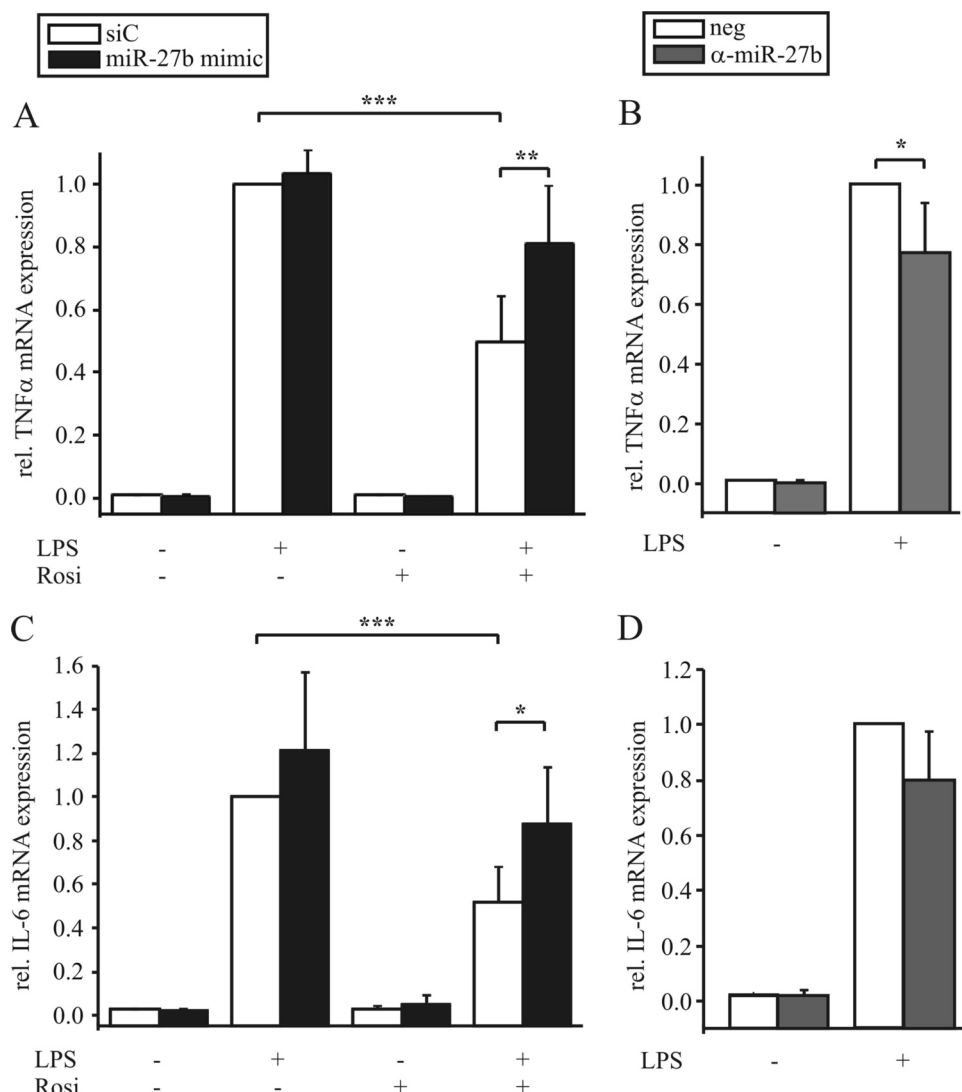 siC
miR-27b mimic
neg
α-miR-27b
A
***
**
rel. TNFα mRNA expression
1.0
0.8
0.6
0.4
0.2
0.0
LPS - + - +
Rosi - - + +
B
*
rel. TNFα mRNA expression
1.0
0.8
0.6
0.4
0.2
0.0
LPS - +
C
***
*
rel. IL-6 mRNA expression
1.6
1.4
1.2
1.0
0.8
0.6
0.4
0.2
0.0
LPS - + - +
Rosi - - + +
D
rel. IL-6 mRNA expression
1.2
1.0
0.8
0.6
0.4
0.2
0.0
LPS - +